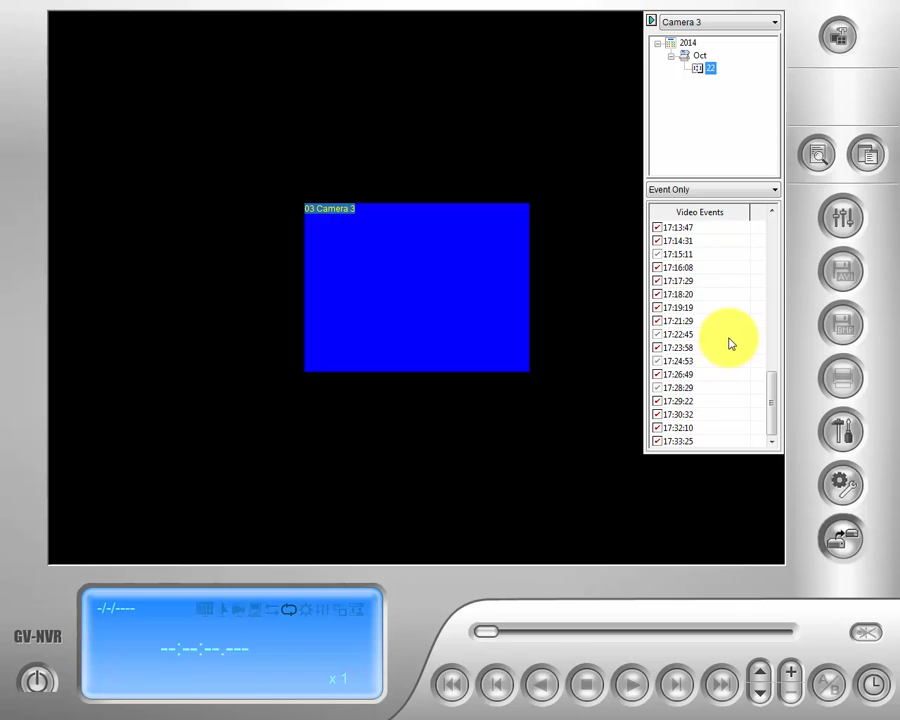 Camera 3
2014
Oct
22
03 Camera 3
Event Only
Video Events
17:13:47
17:14:31
17:15:11
17:16:08
17:17:29
17:18:20
17:19:19
17:21:29
17:22:45
17:23:58
17:24:53
17:26:49
17:28:29
17:29:22
17:30:32
17:32:10
17:33:25
AVI
BMP
-/-/----
--:--:--.---
x 1
GV-NVR
A/B